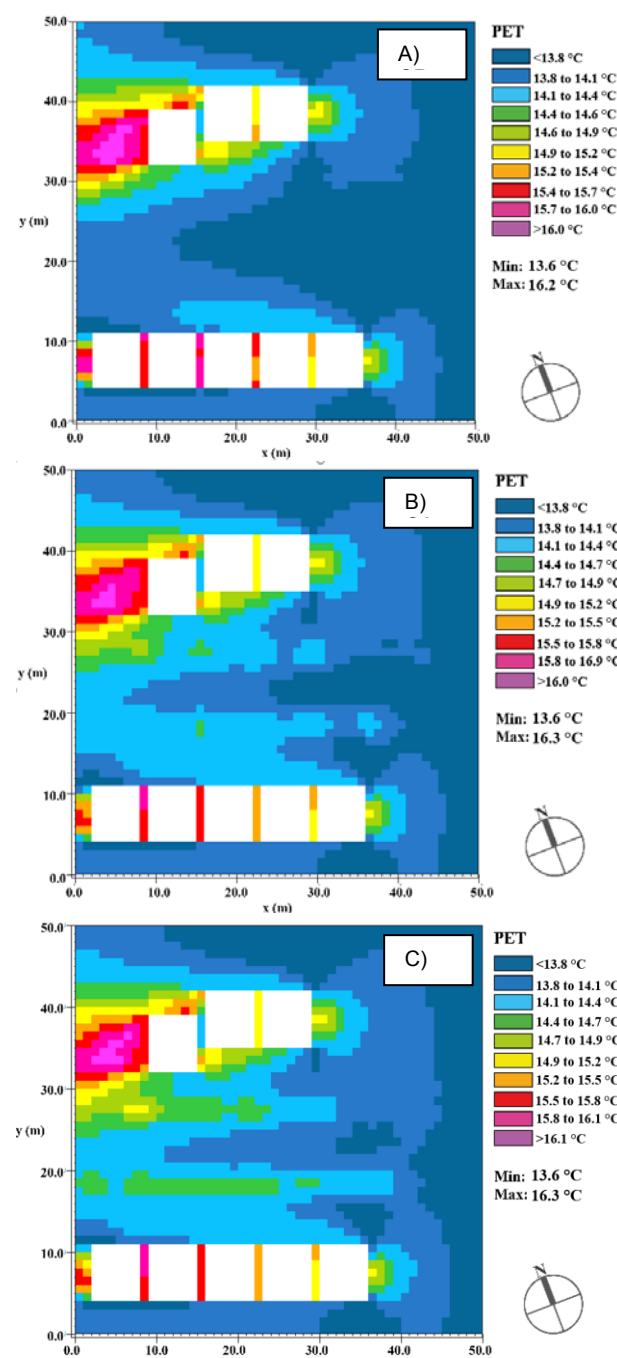 A)
50.0
40.0
30.0
y (m)
20.0
10.0
0.0
0.0 10.0 20.0 30.0 40.0 50.0
x (m)
PET
<13.8 °C
13.8 to 14.1 °C
14.1 to 14.4 °C
14.4 to 14.6 °C
14.6 to 14.9 °C
14.9 to 15.2 °C
15.2 to 15.4 °C
15.4 to 15.7 °C
15.7 to 16.0 °C
>16.0 °C
Min: 13.6 °C
Max: 16.2 °C
N
B)
50.0
40.0
30.0
y (m)
20.0
10.0
0.0
0.0 10.0 20.0 30.0 40.0 50.0
x (m)
PET
<13.8 °C
13.8 to 14.1 °C
14.1 to 14.4 °C
14.4 to 14.7 °C
14.7 to 14.9 °C
14.9 to 15.2 °C
15.2 to 15.5 °C
15.5 to 15.8 °C
15.8 to 16.9 °C
>16.0 °C
Min: 13.6 °C
Max: 16.3 °C
N
C)
50.0
40.0
30.0
y (m)
20.0
10.0
0.0
0.0 10.0 20.0 30.0 40.0 50.0
x (m)
PET
<13.8 °C
13.8 to 14.1 °C
14.1 to 14.4 °C
14.4 to 14.7 °C
14.7 to 14.9 °C
14.9 to 15.2 °C
15.2 to 15.5 °C
15.5 to 15.8 °C
15.8 to 16.1 °C
>16.1 °C
Min: 13.6 °C
Max: 16.3 °C
N